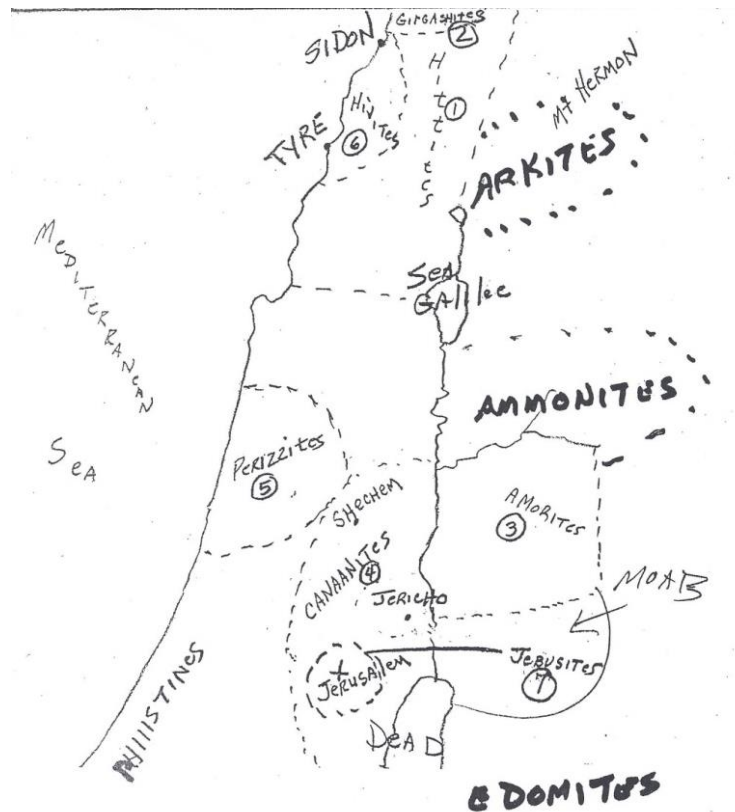 GIRGASHITES
2
SIDON
HITTITES
1
HIVITES
6
MT HERMON
TYRE
ARKITES
MEDITERRANEAN
SEA
SEA
GALILEE
AMMONITES
PERIZZITES
5
SHECHEM
AMORITES
3
CANAANITES
4
JERICHO
MOAB
JERUSALEM
JEBUSITES
7
PHILISTINES
DEAD
EDOMITES